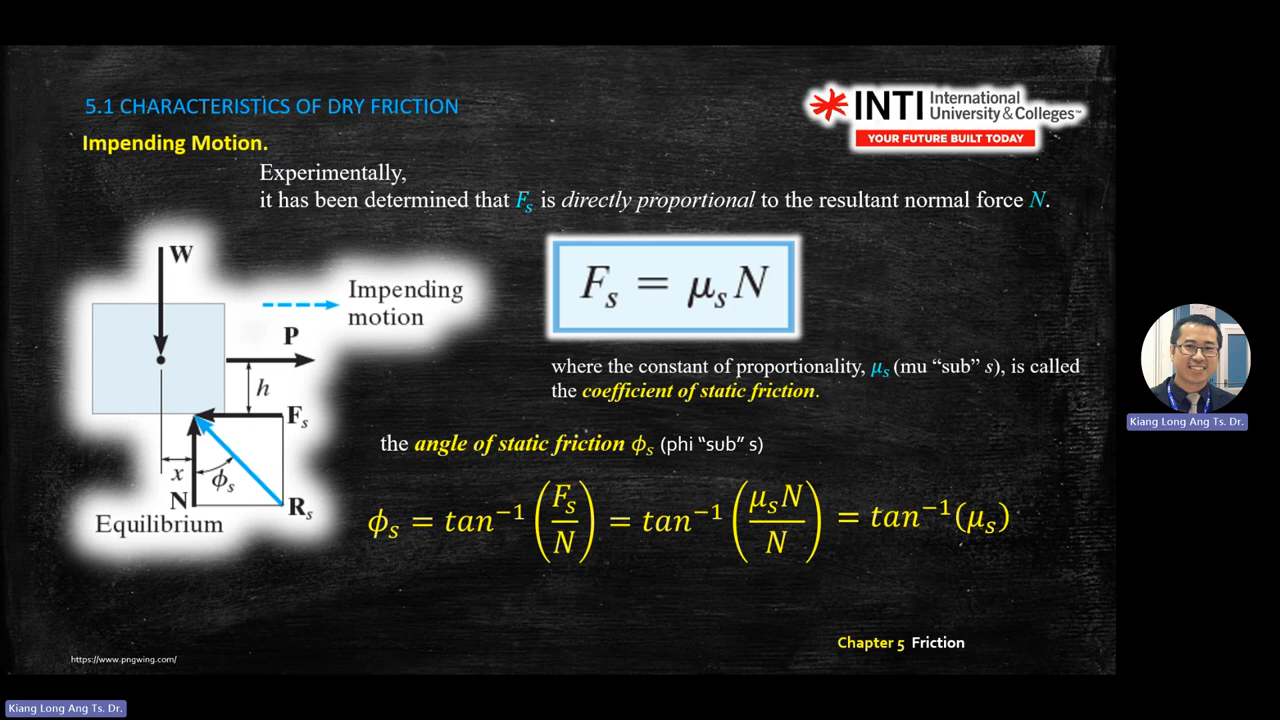 5.1 CHARACTERISTICS OF DRY FRICTION
INTI International
University & Colleges™
YOUR FUTURE BUILT TODAY
Impending Motion.
Experimentally,
it has been determined that Fₛ is directly proportional to the resultant normal force N.
W
Impending
motion
P
h
Fₛ
x
ϕₛ
N
Rₛ
Equilibrium
Fₛ = μₛN
where the constant of proportionality, μₛ (mu “sub” s), is called
the coefficient of static friction.
the angle of static friction ϕₛ (phi “sub” s)
ϕₛ = tan⁻¹(Fₛ/N) = tan⁻¹(μₛN/N) = tan⁻¹(μₛ)
Kiang Long Ang Ts. Dr.
Chapter 5 Friction
https://www.pngwing.com/
Kiang Long Ang Ts. Dr.